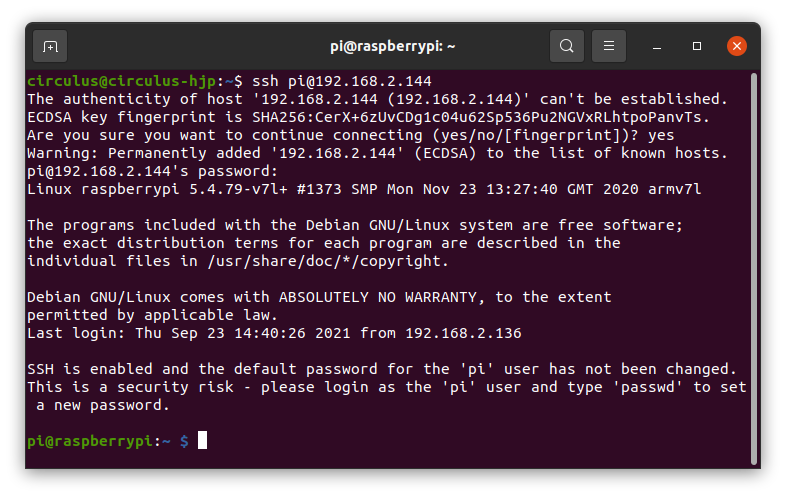 pi@raspberrypi: ~
circulus@circulus-hjp:~$ ssh pi@192.168.2.144
The authenticity of host '192.168.2.144 (192.168.2.144)' can't be established.
ECDSA key fingerprint is SHA256:CerX+6zUvCDg1c04u62Sp536Pu2NGVxRLhtpoPanvTs.
Are you sure you want to continue connecting (yes/no/[fingerprint])? yes
Warning: Permanently added '192.168.2.144' (ECDSA) to the list of known hosts.
pi@192.168.2.144's password:
Linux raspberrypi 5.4.79-v7l+ #1373 SMP Mon Nov 23 13:27:40 GMT 2020 armv7l
The programs included with the Debian GNU/Linux system are free software;
the exact distribution terms for each program are described in the
individual files in /usr/share/doc/*/copyright.
Debian GNU/Linux comes with ABSOLUTELY NO WARRANTY, to the extent
permitted by applicable law.
Last login: Thu Sep 23 14:40:26 2021 from 192.168.2.136
SSH is enabled and the default password for the 'pi' user has not been changed.
This is a security risk - please login as the 'pi' user and type 'passwd' to set
 a new password.
pi@raspberrypi:~ $